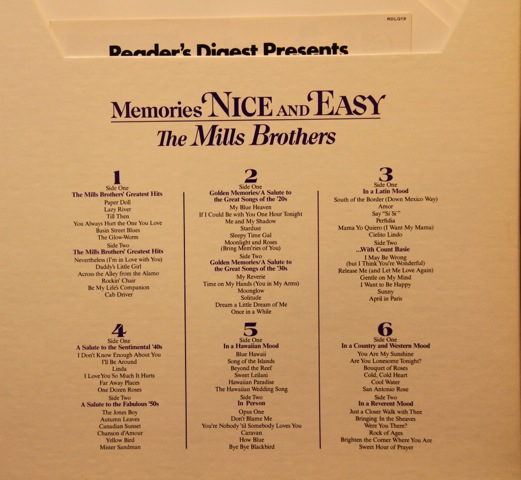 RDLQ72
Reader's Digest Presents
Memories NICE AND EASY
The Mills Brothers
1
Side One
The Mills Brothers' Greatest Hits
Paper Doll
Lazy River
Till Then
You Always Hurt the One You Love
Basin Street Blues
The Glow-Worm
Side Two
The Mills Brothers' Greatest Hits
Nevertheless (I'm in Love with You)
Daddy's Little Girl
Across the Alley from the Alamo
Rockin' Chair
Be My Life's Companion
Cab Driver
2
Side One
Golden Memories/A Salute to
the Great Songs of the '20s
My Blue Heaven
If I Could Be with You One Hour Tonight
Me and My Shadow
Stardust
Sleepy Time Gal
Moonlight and Roses
(Bring Mem'ries of You)
Side Two
Golden Memories/A Salute to
the Great Songs of the '30s
My Reverie
Time on My Hands (You in My Arms)
Moonglow
Solitude
Dream a Little Dream of Me
Once in a While
3
Side One
In a Latin Mood
South of the Border (Down Mexico Way)
Amor
Say "Si Si"
Perfidia
Mama Yo Quiero (I Want My Mama)
Cielito Lindo
Side Two
...With Count Basie
I May Be Wrong
(but I Think You're Wonderful)
Release Me (and Let Me Love Again)
Gentle on My Mind
I Want to Be Happy
Sunny
April in Paris
4
Side One
A Salute to the Sentimental '40s
I Don't Know Enough About You
I'll Be Around
Linda
I Love You So Much It Hurts
Far Away Places
One Dozen Roses
Side Two
A Salute to the Fabulous '50s
The Jones Boy
Autumn Leaves
Canadian Sunset
Chanson d'Amour
Yellow Bird
Mister Sandman
5
Side One
In a Hawaiian Mood
Blue Hawaii
Song of the Islands
Beyond the Reef
Sweet Leilani
Hawaiian Paradise
The Hawaiian Wedding Song
Side Two
In Person
Opus One
Don't Blame Me
You're Nobody 'til Somebody Loves You
Caravan
How Blue
Bye Bye Blackbird
6
Side One
In a Country and Western Mood
You Are My Sunshine
Are You Lonesome Tonight?
Bouquet of Roses
Cold, Cold Heart
Cool Water
San Antonio Rose
Side Two
In a Reverent Mood
Just a Closer Walk with Thee
Bringing In the Sheaves
Were You There?
Rock of Ages
Brighten the Corner Where You Are
Sweet Hour of Prayer